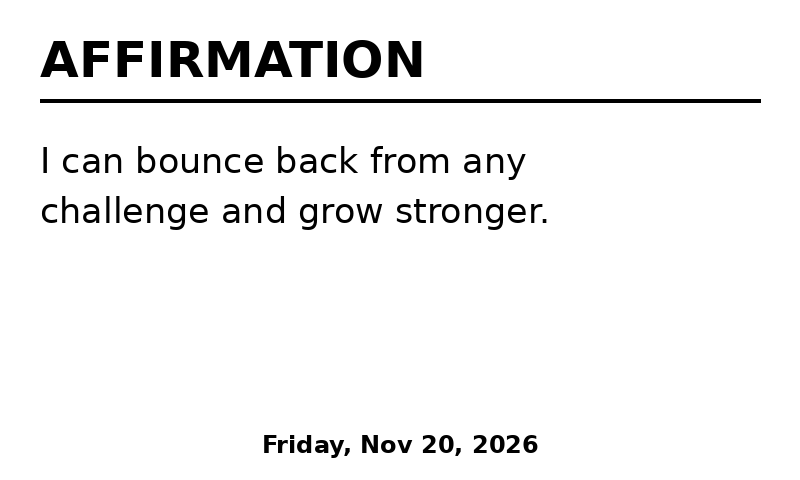 AFFIRMATION
I can bounce back from any
challenge and grow stronger.
Friday, Nov 20, 2026